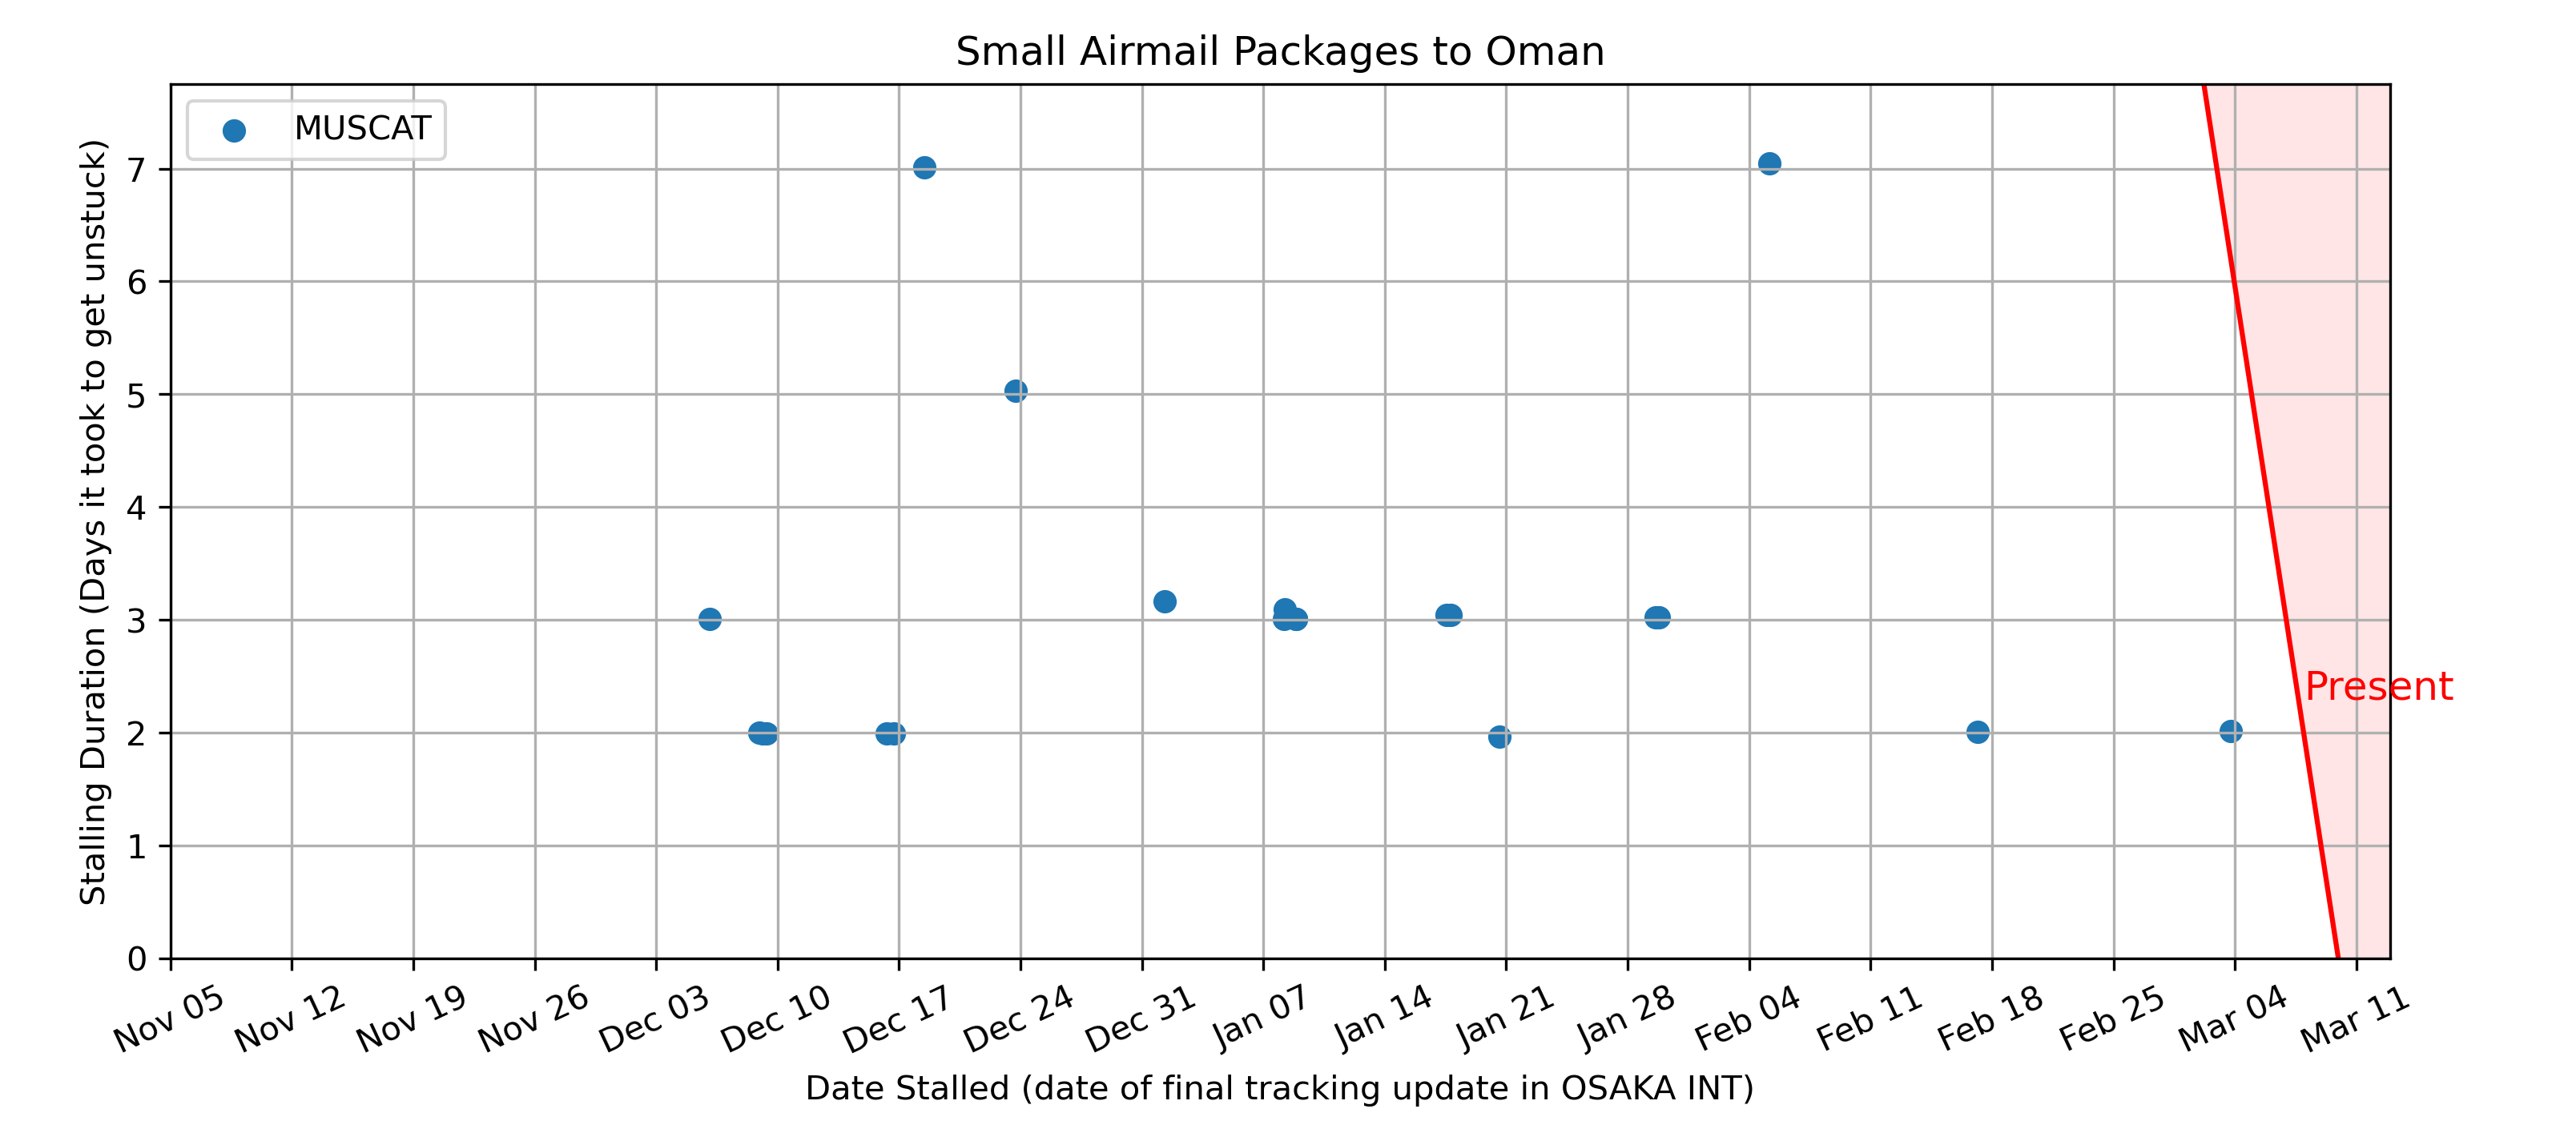 Small Airmail Packages to Oman
MUSCAT
Stalling Duration (Days it took to get unstuck)
7
6
5
4
3
2
1
0
Present
Nov 05 Nov 12 Nov 19 Nov 26 Dec 03 Dec 10 Dec 17 Dec 24 Dec 31 Jan 07 Jan 14 Jan 21 Jan 28 Feb 04 Feb 11 Feb 18 Feb 25 Mar 04 Mar 11
Date Stalled (date of final tracking update in OSAKA INT)